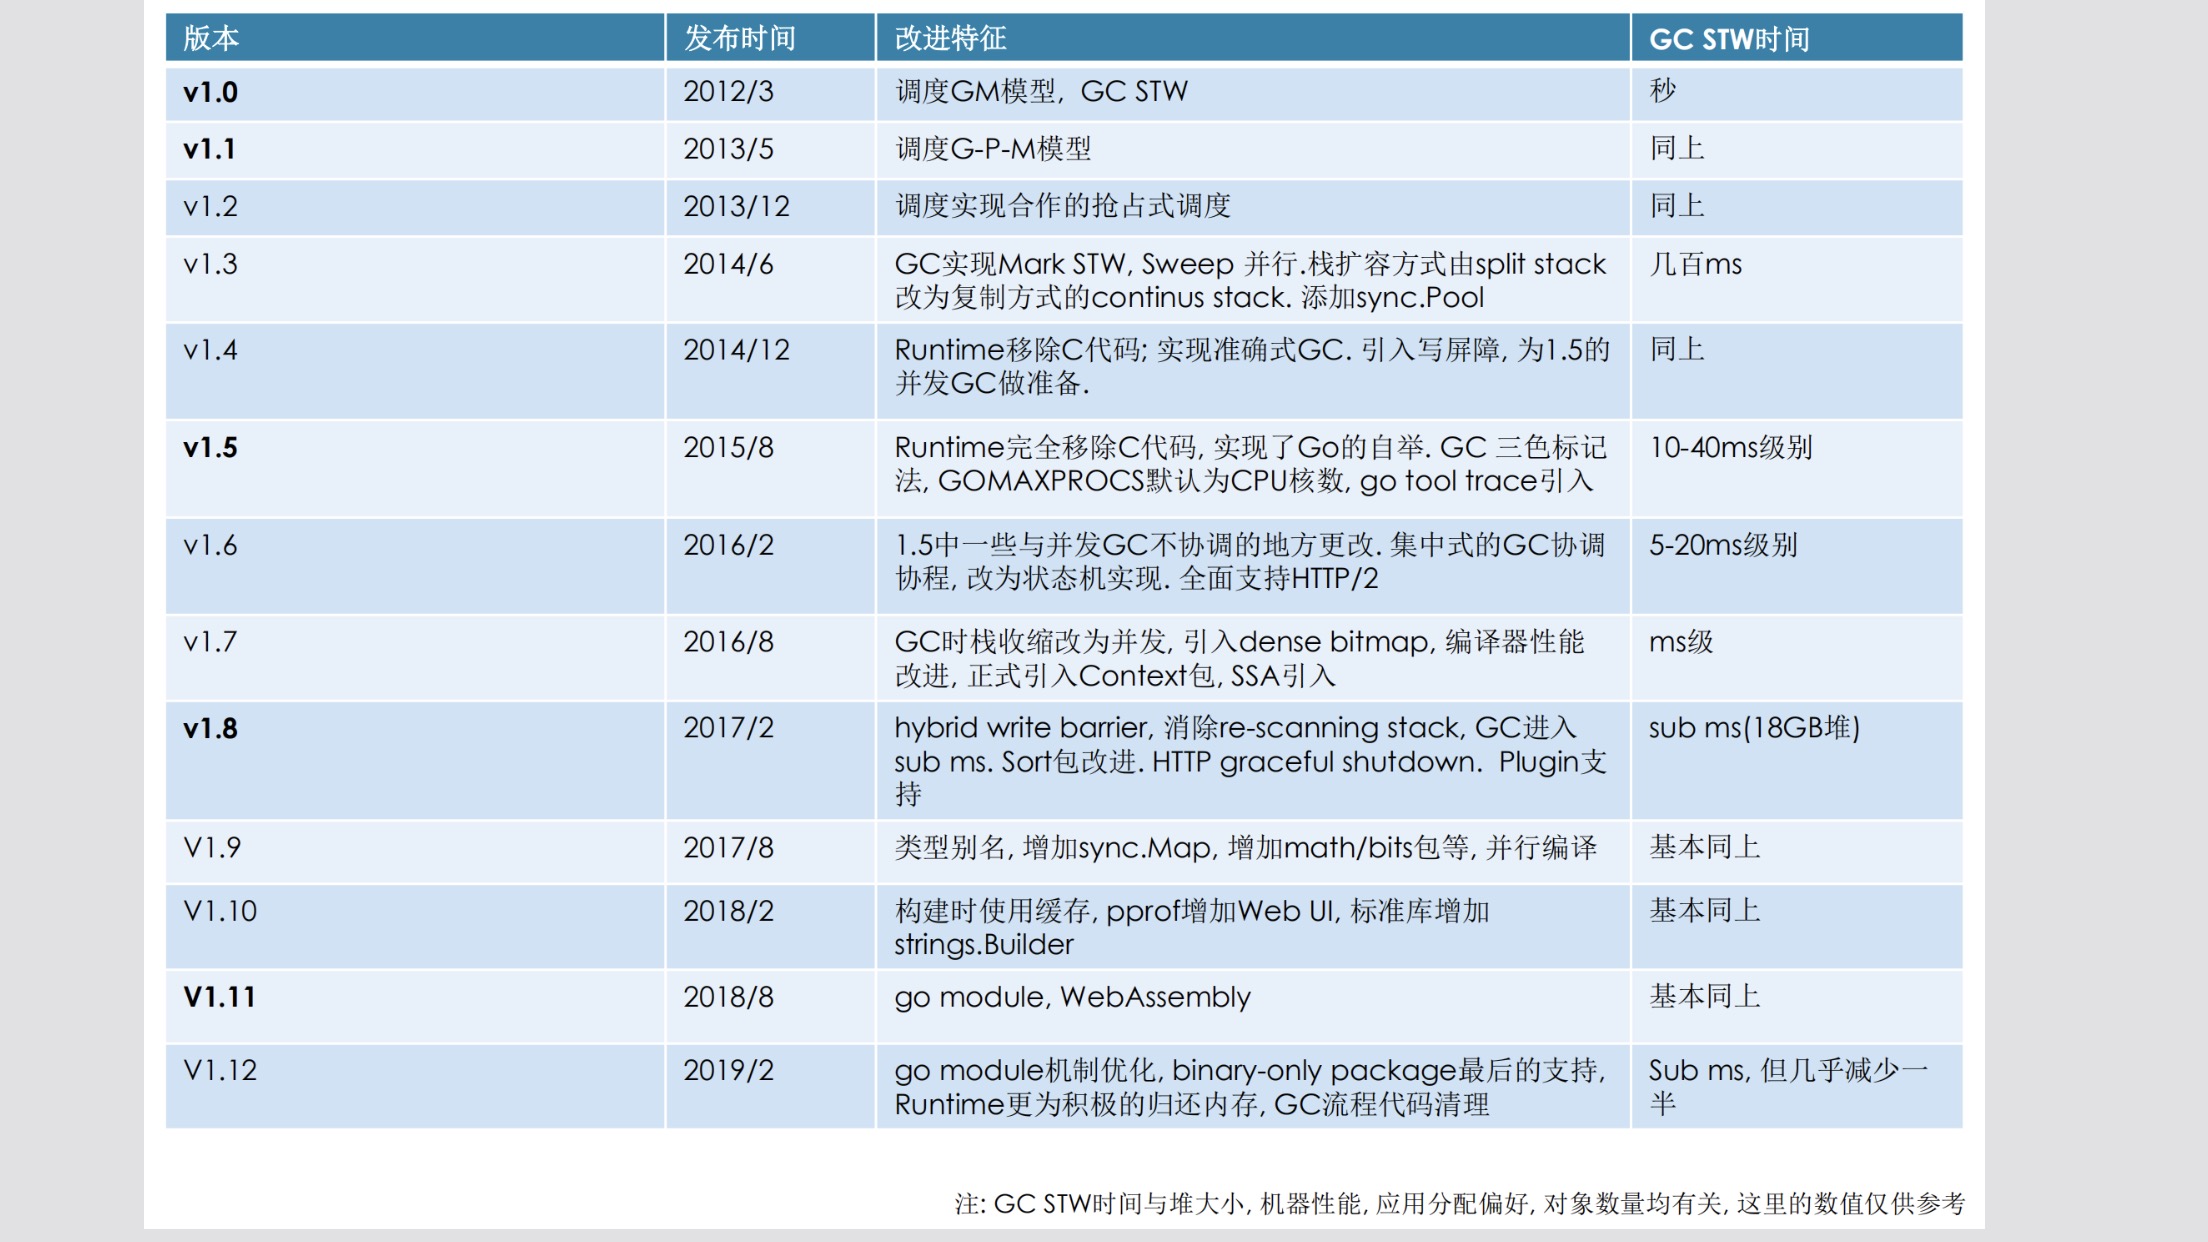 版本 发布时间 改进特征 GC STW时间
v1.0 2012/3 调度GM模型, GC STW 秒
v1.1 2013/5 调度G-P-M模型 同上
v1.2 2013/12 调度实现合作的抢占式调度 同上
v1.3 2014/6 GC实现Mark STW, Sweep 并行.栈扩容方式由split stack 几百ms
改为复制方式的continus stack. 添加sync.Pool
v1.4 2014/12 Runtime移除C代码; 实现准确式GC. 引入写屏障, 为1.5的 同上
并发GC做准备.
v1.5 2015/8 Runtime完全移除C代码, 实现了Go的自举. GC 三色标记 10-40ms级别
法, GOMAXPROCS默认为CPU核数, go tool trace引入
v1.6 2016/2 1.5中一些与并发GC不协调的地方更改. 集中式的GC协调 5-20ms级别
协程, 改为状态机实现. 全面支持HTTP/2
v1.7 2016/8 GC时栈收缩改为并发, 引入dense bitmap, 编译器性能 ms级
改进, 正式引入Context包, SSA引入
v1.8 2017/2 hybrid write barrier, 消除re-scanning stack, GC进入 sub ms(18GB堆)
sub ms. Sort包改进. HTTP graceful shutdown. Plugin支
持
V1.9 2017/8 类型别名, 增加sync.Map, 增加math/bits包等, 并行编译 基本同上
V1.10 2018/2 构建时使用缓存, pprof增加Web UI, 标准库增加 基本同上
strings.Builder
V1.11 2018/8 go module, WebAssembly 基本同上
V1.12 2019/2 go module机制优化, binary-only package最后的支持, Sub ms, 但几乎减少一
Runtime更为积极的归还内存, GC流程代码清理 半
注: GC STW时间与堆大小, 机器性能, 应用分配偏好, 对象数量均有关, 这里的数值仅供参考